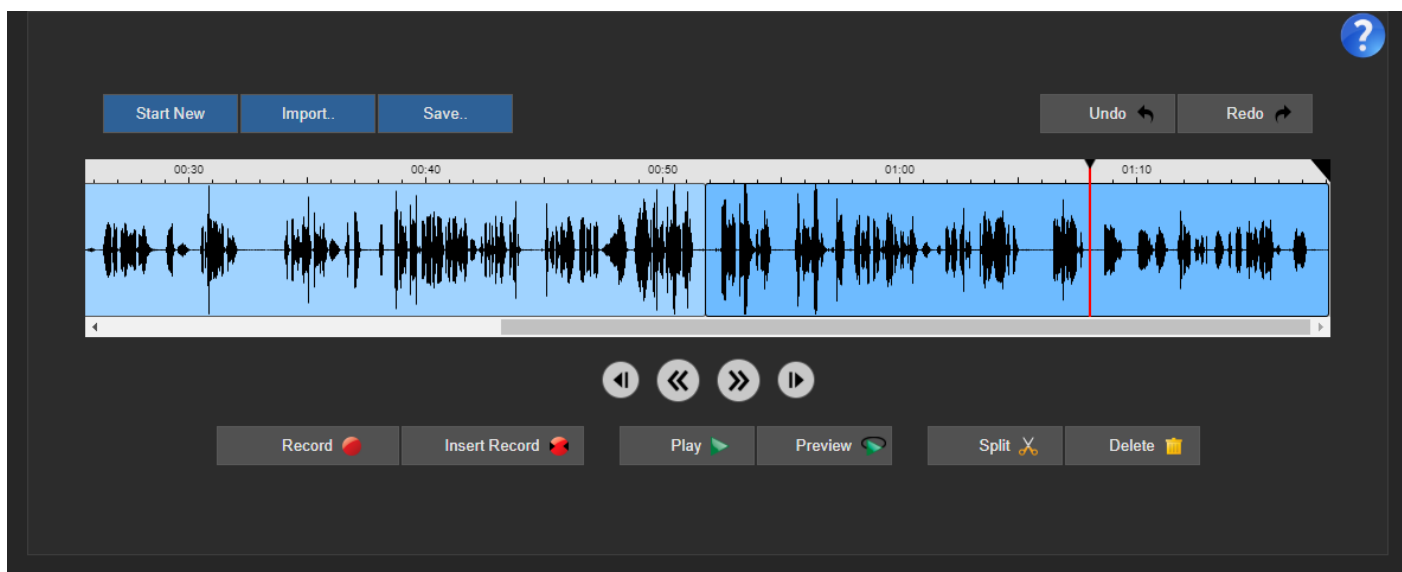 ?
Start New Import.. Save.. Undo Redo
00:30 00:40 00:50 01:00 01:10
Record Insert Record Play Preview Split Delete